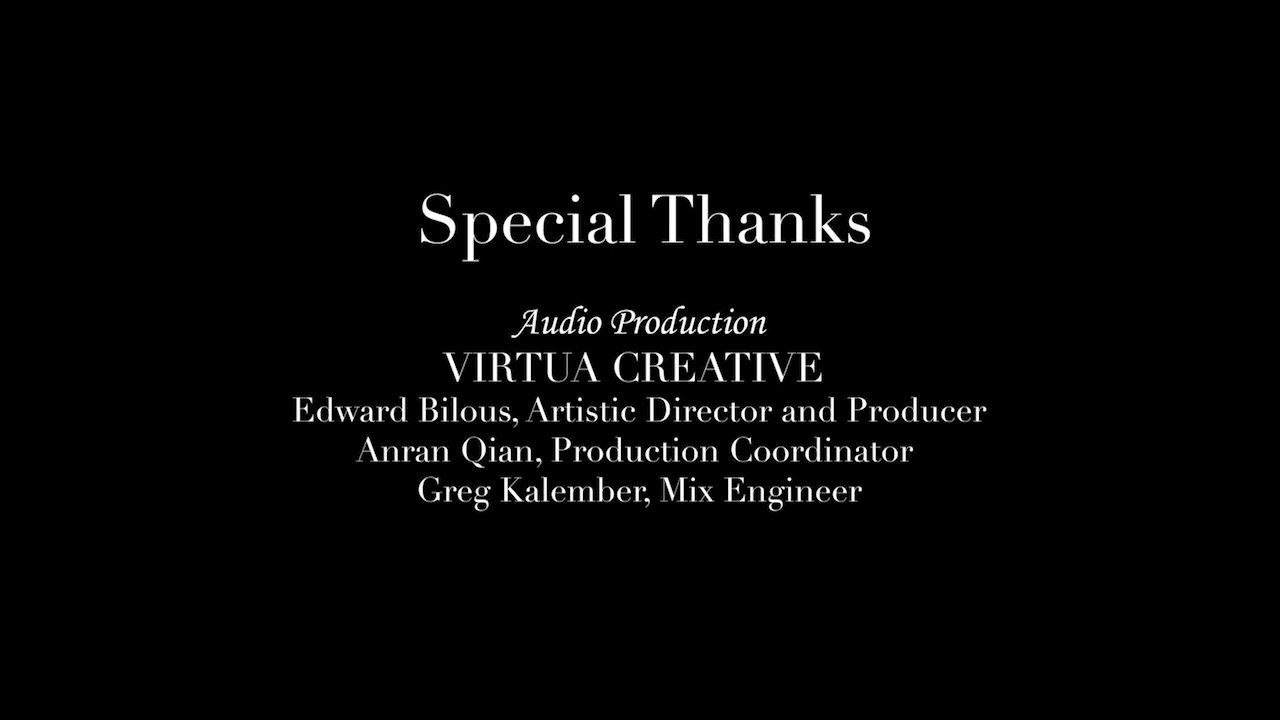 Special Thanks
Audio Production
VIRTUA CREATIVE
Edward Bilous, Artistic Director and Producer
Anran Qian, Production Coordinator
Greg Kalember, Mix Engineer